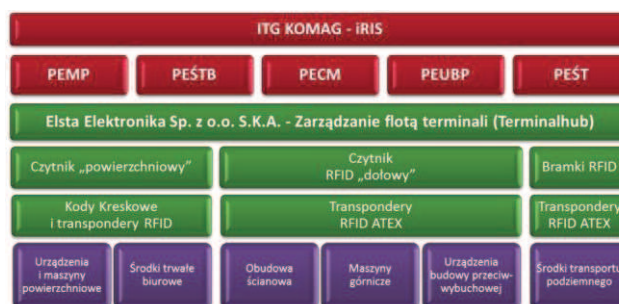 ITG KOMAG - iRIS
PEMP
PEŚTB
PECM
PEUBP
PEŚT
Elsta Elektronika Sp. z o.o. S.K.A. - Zarządzanie flotą terminali (Terminalhub)
Czytnik „powierzchniowy”
Czytnik
RFID „dołowy”
Bramki RFID
Kody Kreskowe
i transpondery RFID
Transpondery
RFID ATEX
Transpondery
RFID ATEX
Urządzenia
i maszyny
powierzchniowe
Środki trwałe
biurowe
Obudowa
ścianowa
Maszyny
górnicze
Urządzenia
budowy przeciw-
wybuchowej
Środki transportu
podziemnego